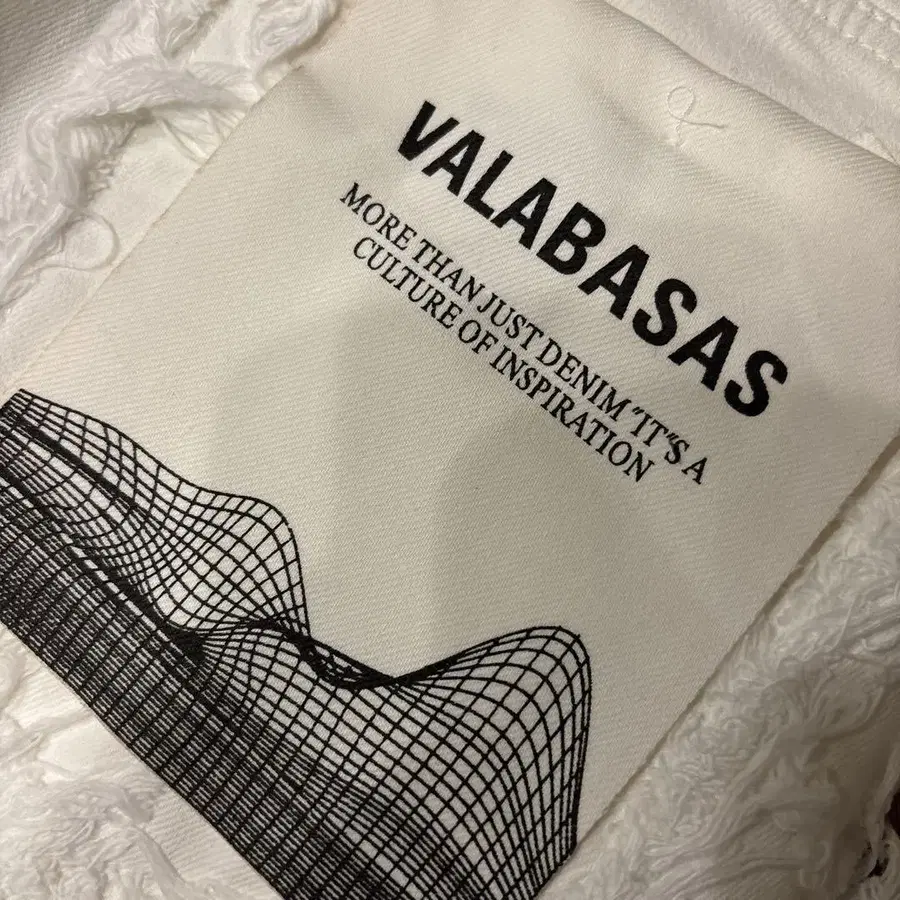 VALABASAS
MORE THAN JUST DENIM "IT"S A
CULTURE OF INSPIRATION